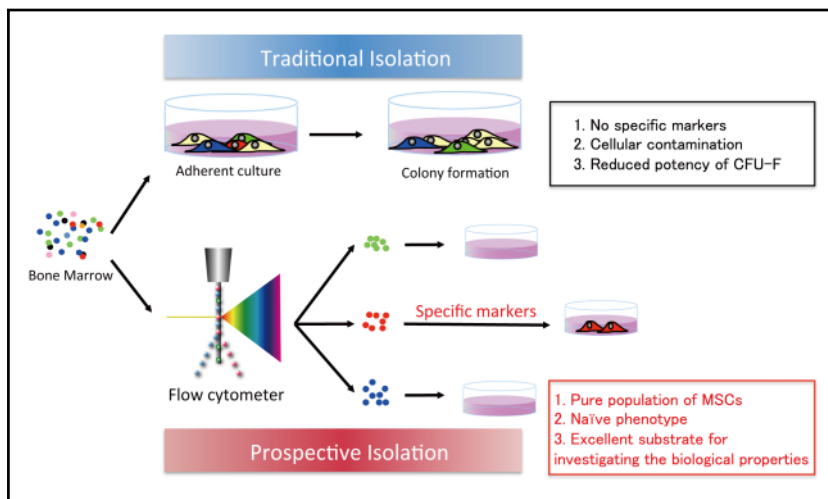 Traditional Isolation
Adherent culture
Colony formation
1. No specific markers
2. Cellular contamination
3. Reduced potency of CFU-F
Bone Marrow
Flow cytometer
Specific markers
1. Pure population of MSCs
2. Naïve phenotype
3. Excellent substrate for
investigating the biological properties
Prospective Isolation